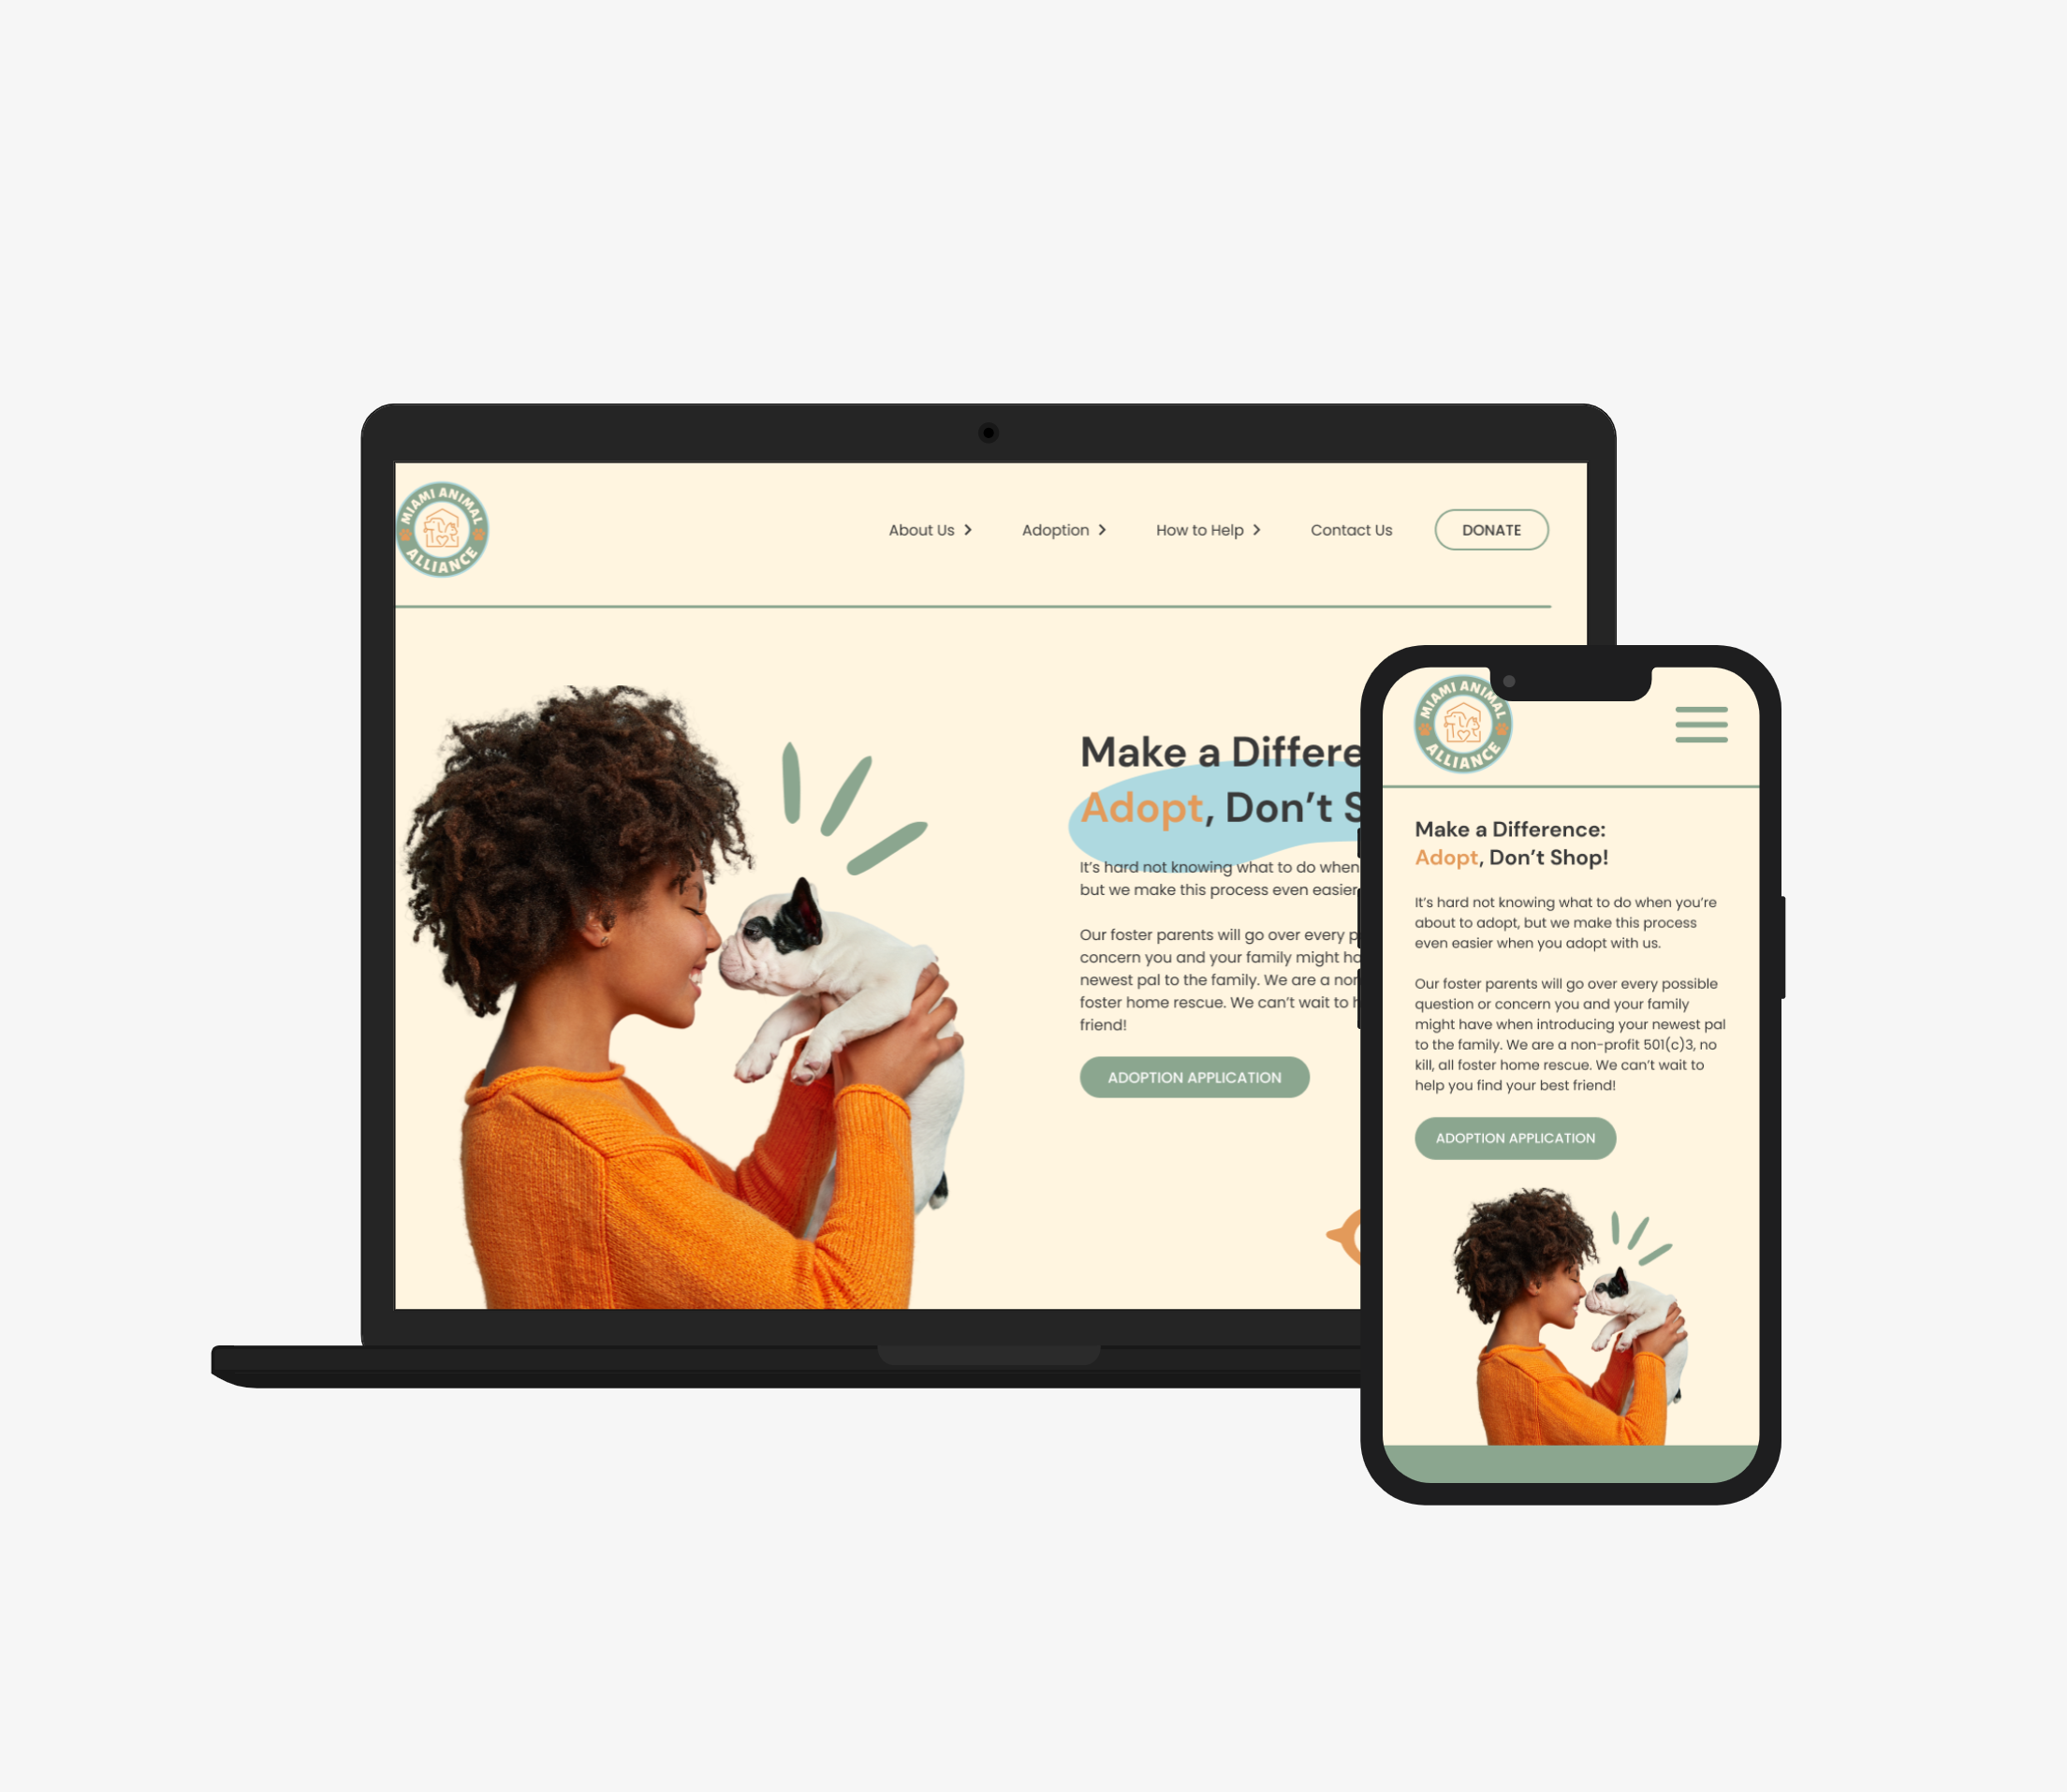 MIAMI ANIMAL
ALLIANCE
About Us
Adoption
How to Help
Contact Us
DONATE
Make a Differe
Adopt, Don’t S
It’s hard not knowing what to do when
but we make this process even easier
Our foster parents will go over every p
concern you and your family might ha
newest pal to the family. We are a non
foster home rescue. We can’t wait to h
friend!
ADOPTION APPLICATION
MIAMI ANIMAL
ALLIANCE
Make a Difference:
Adopt, Don’t Shop!
It’s hard not knowing what to do when you’re
about to adopt, but we make this process
even easier when you adopt with us.
Our foster parents will go over every possible
question or concern you and your family
might have when introducing your newest pal
to the family. We are a non-profit 501(c)3, no
kill, all foster home rescue. We can’t wait to
help you find your best friend!
ADOPTION APPLICATION